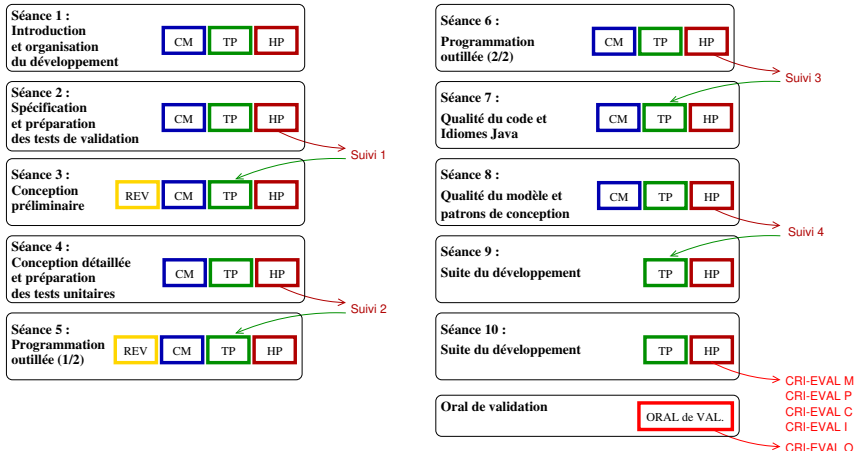 Séance 1 :
Introduction
et organisation
du développement
CM TP HP
Séance 2 :
Spécification
et préparation
des tests de validation
CM TP HP
Suivi 1
Séance 3 :
Conception
préliminaire
REV CM TP HP
Séance 4 :
Conception détaillée
et préparation
des tests unitaires
CM TP HP
Suivi 2
Séance 5 :
Programmation
outillée (1/2)
REV CM TP HP
Séance 6 :
Programmation
outillée (2/2)
CM TP HP
Suivi 3
Séance 7 :
Qualité du code et
Idiomes Java
CM TP HP
Séance 8 :
Qualité du modèle et
patrons de conception
CM TP HP
Suivi 4
Séance 9 :
Suite du développement
TP HP
Séance 10 :
Suite du développement
TP HP
CRI-EVAL M
CRI-EVAL P
CRI-EVAL C
CRI-EVAL I
Oral de validation
ORAL de VAL.
CRI-EVAL O